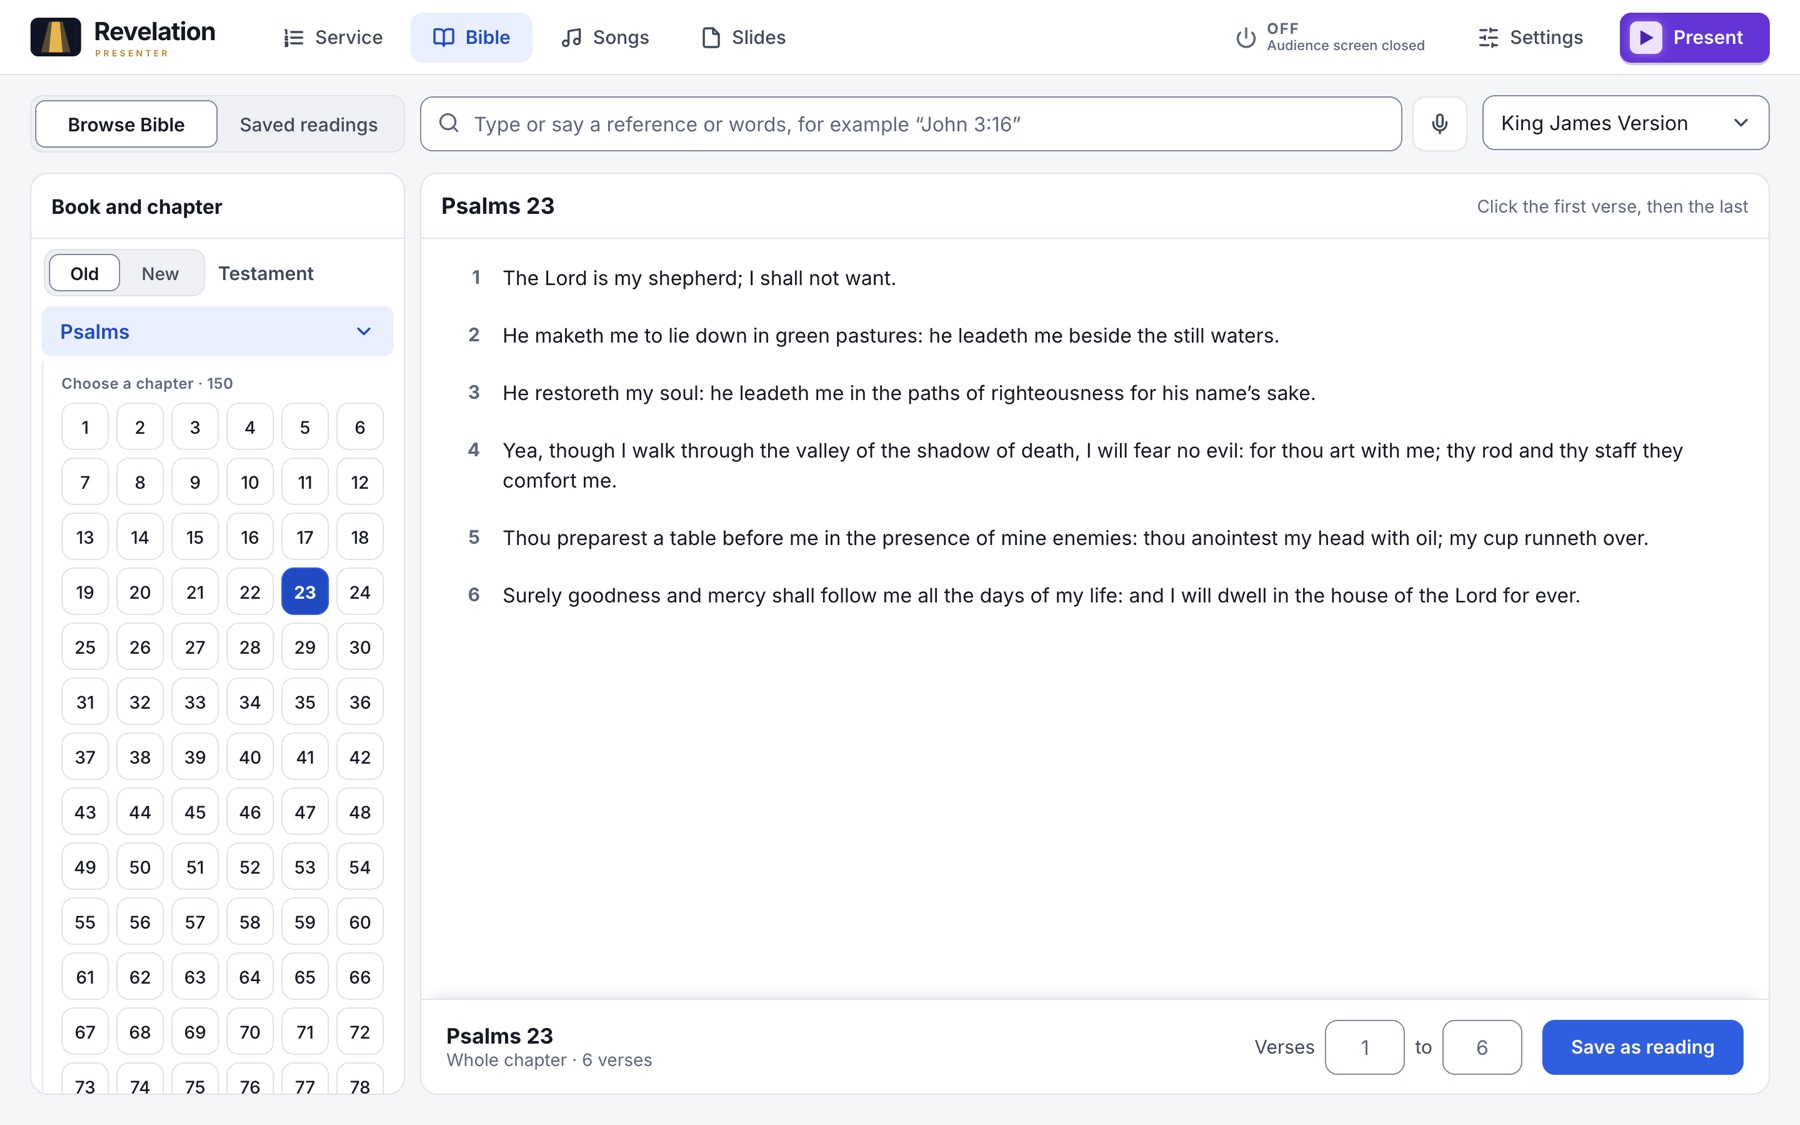 Revelation
PRESENTER
Service
Bible
Songs
Slides
OFF
Audience screen closed
Settings
Present
Browse Bible
Saved readings
Type or say a reference or words, for example “John 3:16”
King James Version
Book and chapter
Old
New
Testament
Psalms
Choose a chapter · 150
1 2 3 4 5 6
7 8 9 10 11 12
13 14 15 16 17 18
19 20 21 22 23 24
25 26 27 28 29 30
31 32 33 34 35 36
37 38 39 40 41 42
43 44 45 46 47 48
49 50 51 52 53 54
55 56 57 58 59 60
61 62 63 64 65 66
67 68 69 70 71 72
73 74 75 76 77 78
Psalms 23
Click the first verse, then the last
1 The Lord is my shepherd; I shall not want.
2 He maketh me to lie down in green pastures: he leadeth me beside the still waters.
3 He restoreth my soul: he leadeth me in the paths of righteousness for his name’s sake.
4 Yea, though I walk through the valley of the shadow of death, I will fear no evil: for thou art with me; thy rod and thy staff they
comfort me.
5 Thou preparest a table before me in the presence of mine enemies: thou anointest my head with oil; my cup runneth over.
6 Surely goodness and mercy shall follow me all the days of my life: and I will dwell in the house of the Lord for ever.
Psalms 23
Whole chapter · 6 verses
Verses 1 to 6
Save as reading